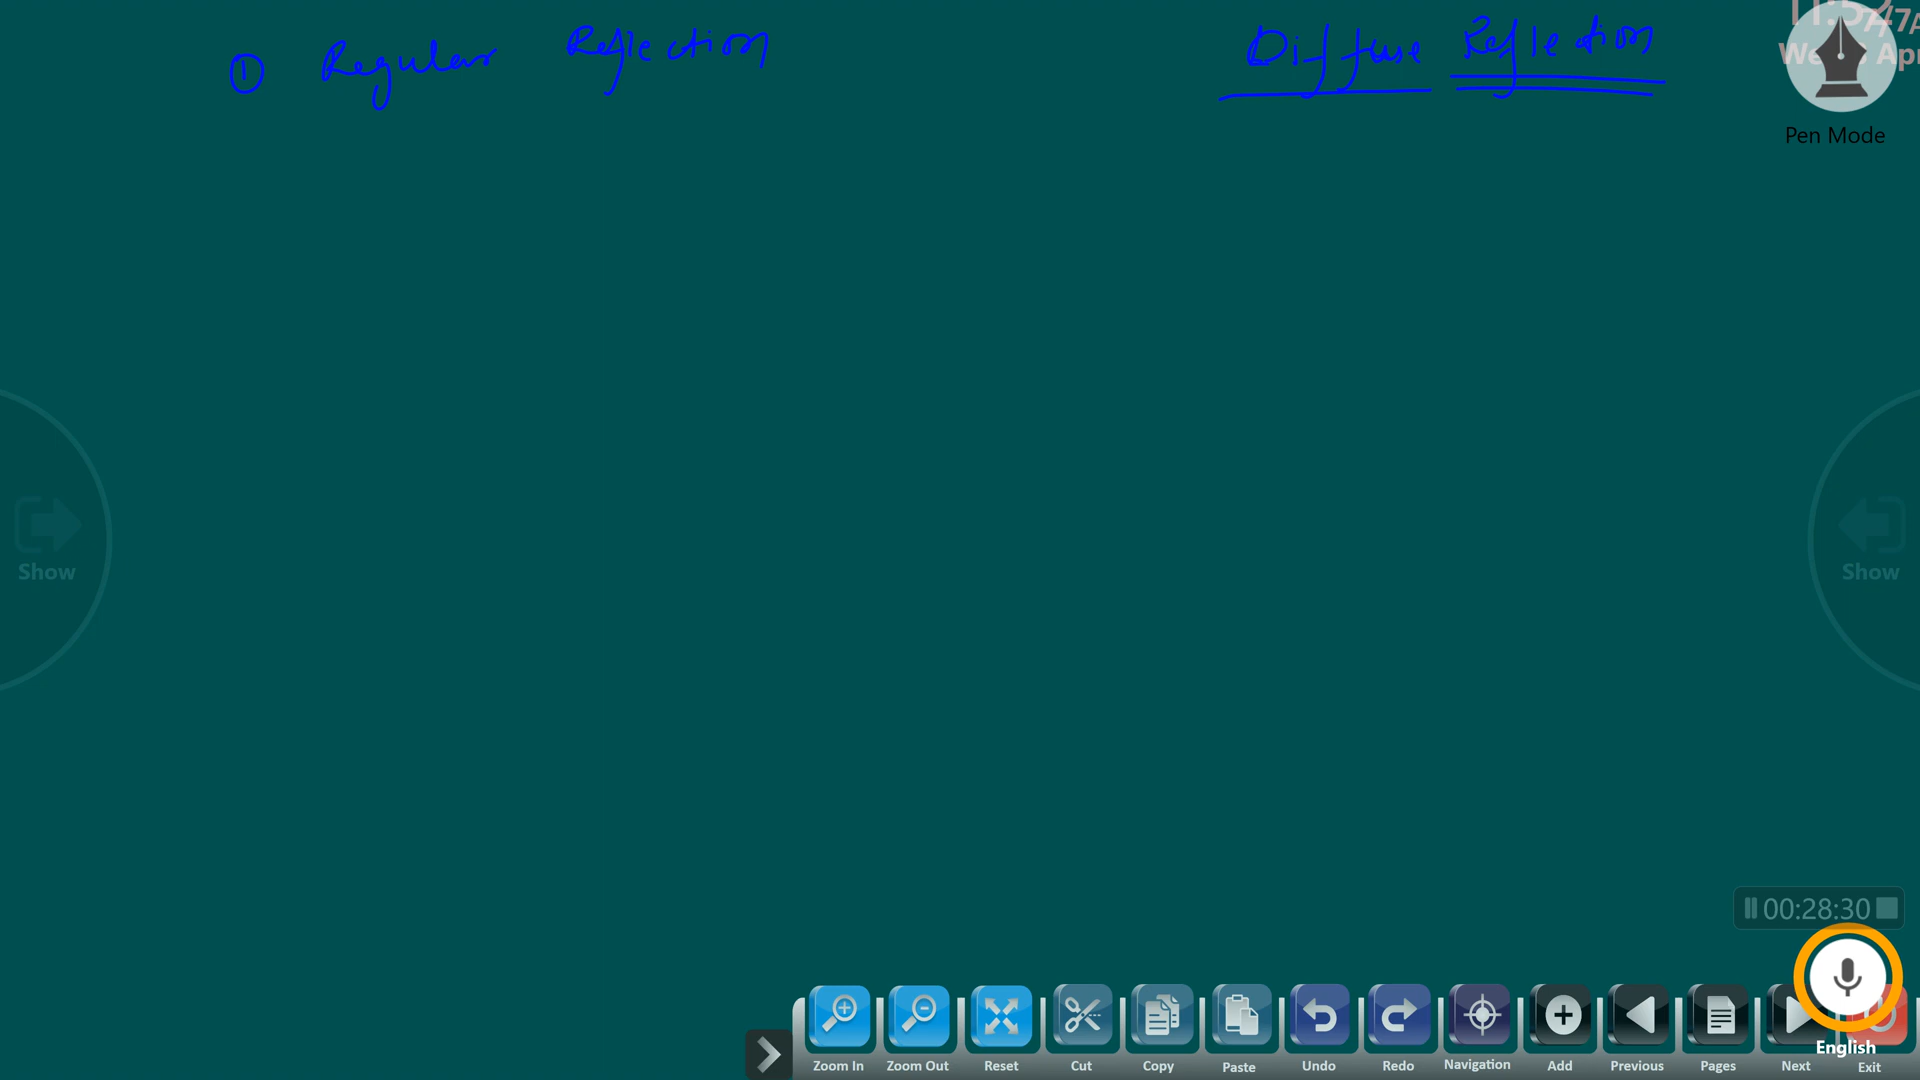 ① Regular Reflection
Diffuse Reflection
Pen Mode
Show
Show
00:28:30
Zoom In
Zoom Out
Reset
Cut
Copy
Paste
Undo
Redo
Navigation
Add
Previous
Pages
Next
English
Exit